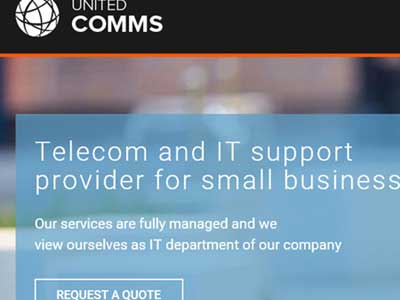 UNITED
COMMS
Telecom and IT support
provider for small business
Our services are fully managed and we
view ourselves as IT department of our company
REQUEST A QUOTE